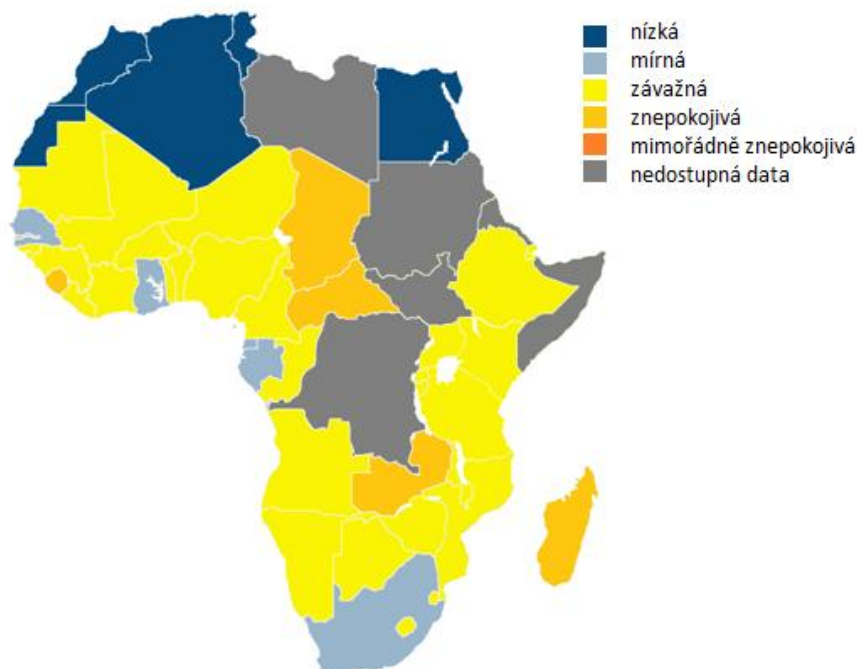 nízká
mírná
závažná
znepokojivá
mimořádně znepokojivá
nedostupná data